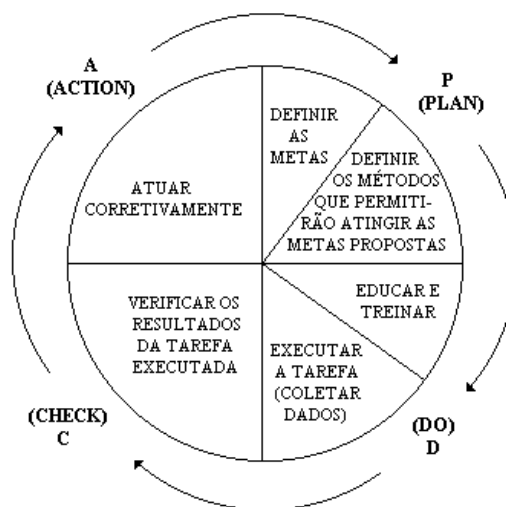 A
(ACTION)
P
(PLAN)
DEFINIR
AS
METAS
DEFINIR
OS MÉTODOS
QUE PERMITI-
RÃO ATINGIR AS
METAS PROPOSTAS
ATUAR
CORRETIVAMENTE
EDUCAR E
TREINAR
VERIFICAR OS
RESULTADOS
DA TAREFA
EXECUTADA
EXECUTAR
A TAREFA
(COLETAR
DADOS)
(CHECK)
C
(DO)
D